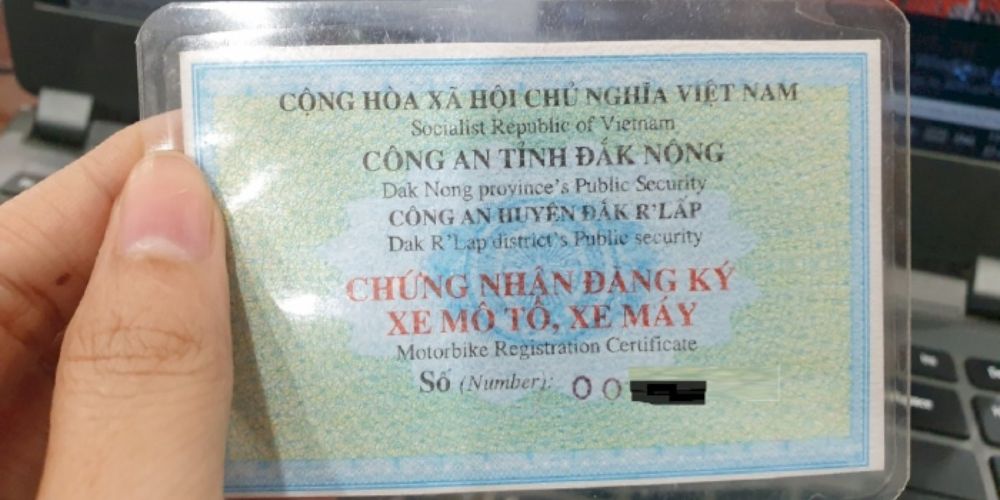 CỘNG HÒA XÃ HỘI CHỦ NGHĨA VIỆT NAM
Socialist Republic of Vietnam
CÔNG AN TỈNH ĐẮK NÔNG
Dak Nong province's Public Security
CÔNG AN HUYỆN ĐẮK R'LẤP
Dak R'Lap district's Public security
CHỨNG NHẬN ĐĂNG KÝ
XE MÔ TÔ, XE MÁY
Motorbike Registration Certificate
Số (Number): 00